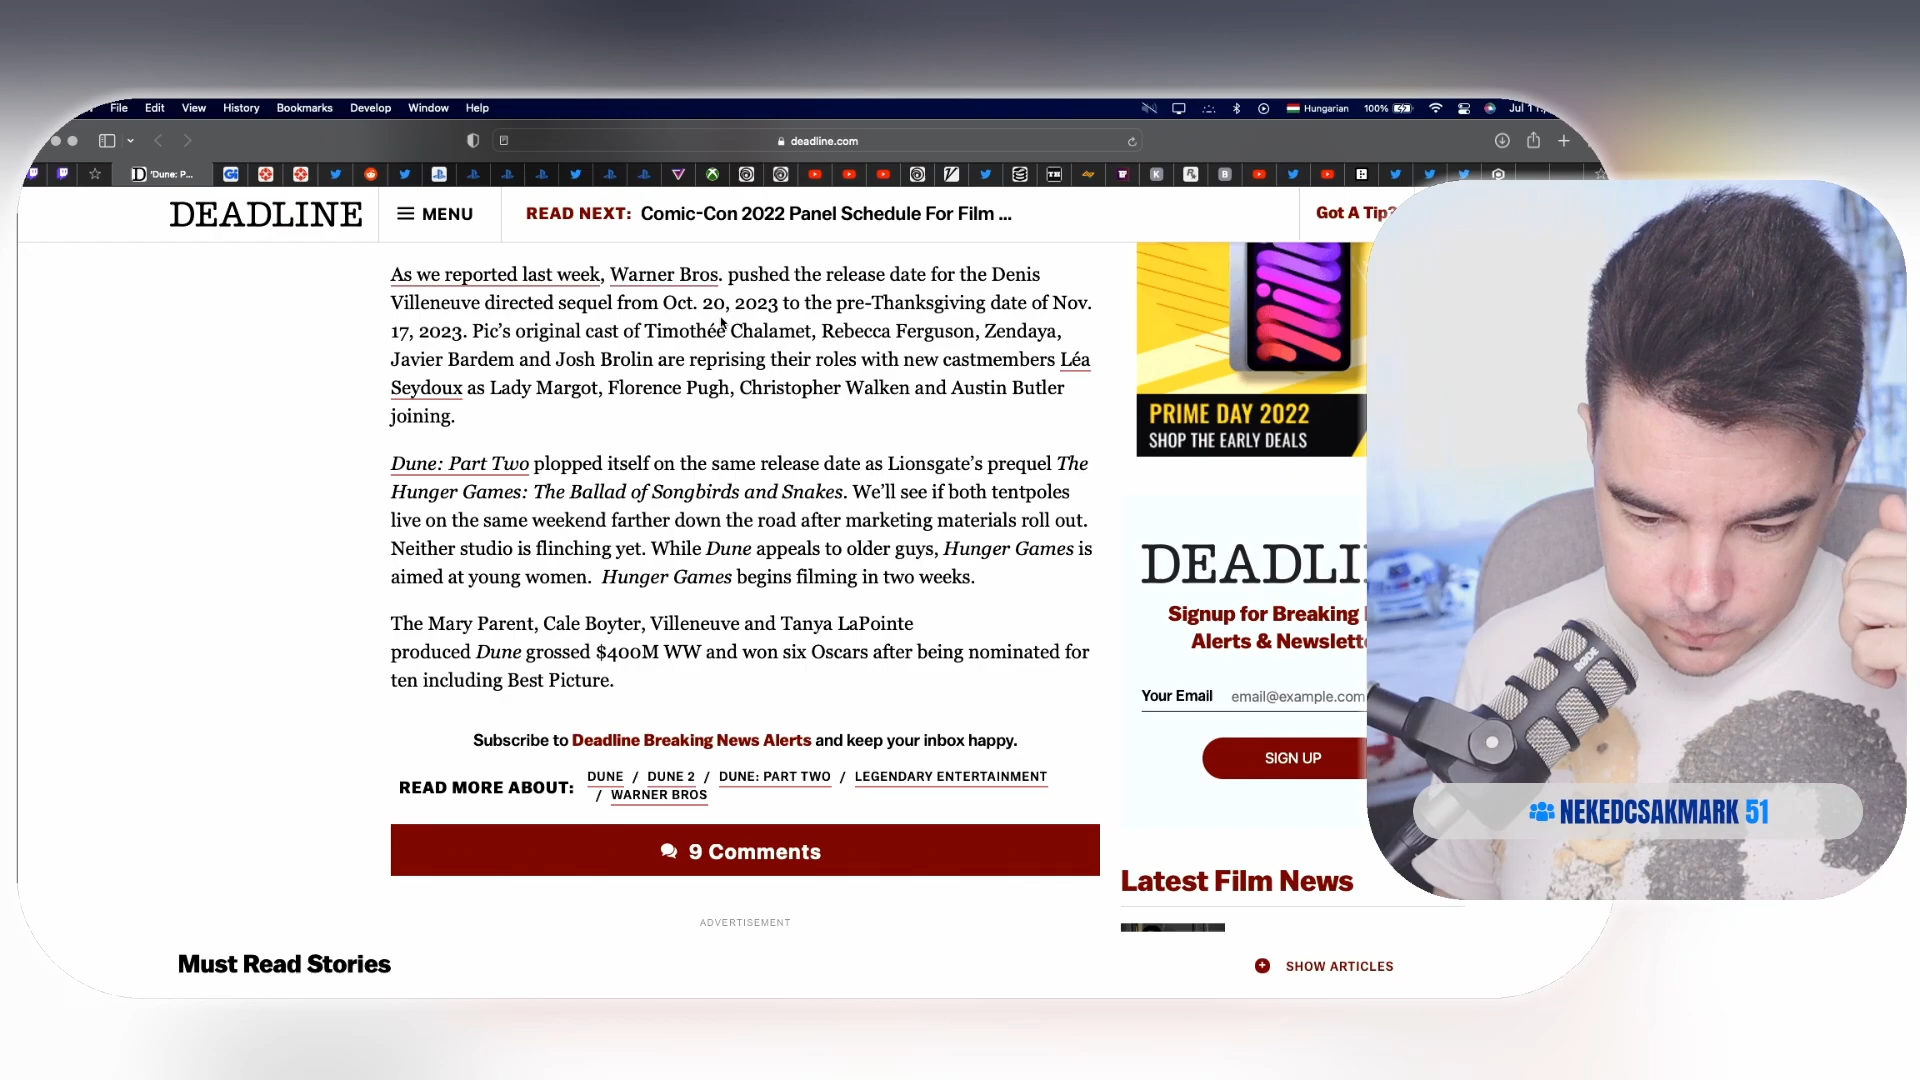 File Edit View History Bookmarks Develop Window Help Hungarian 100%
deadline.com
'Dune: P...
DEADLINE MENU READ NEXT: Comic-Con 2022 Panel Schedule For Film ... Got A Tip?
As we reported last week, Warner Bros. pushed the release date for the Denis
Villeneuve directed sequel from Oct. 20, 2023 to the pre-Thanksgiving date of Nov.
17, 2023. Pic's original cast of Timothée Chalamet, Rebecca Ferguson, Zendaya,
Javier Bardem and Josh Brolin are reprising their roles with new castmembers Léa
Seydoux as Lady Margot, Florence Pugh, Christopher Walken and Austin Butler
joining.
Dune: Part Two plopped itself on the same release date as Lionsgate's prequel The
Hunger Games: The Ballad of Songbirds and Snakes. We'll see if both tentpoles
live on the same weekend farther down the road after marketing materials roll out.
Neither studio is flinching yet. While Dune appeals to older guys, Hunger Games is
aimed at young women. Hunger Games begins filming in two weeks.
The Mary Parent, Cale Boyter, Villeneuve and Tanya LaPointe
produced Dune grossed $400M WW and won six Oscars after being nominated for
ten including Best Picture.
Subscribe to Deadline Breaking News Alerts and keep your inbox happy.
READ MORE ABOUT: DUNE / DUNE 2 / DUNE: PART TWO / LEGENDARY ENTERTAINMENT
/ WARNER BROS
9 Comments
ADVERTISEMENT
Must Read Stories
SHOW ARTICLES
PRIME DAY 2022
SHOP THE EARLY DEALS
DEADLI
Signup for Breaking
Alerts & Newslett
Your Email email@example.com
SIGN UP
Latest Film News
RØDE
NEKEDCSAKMARK 51